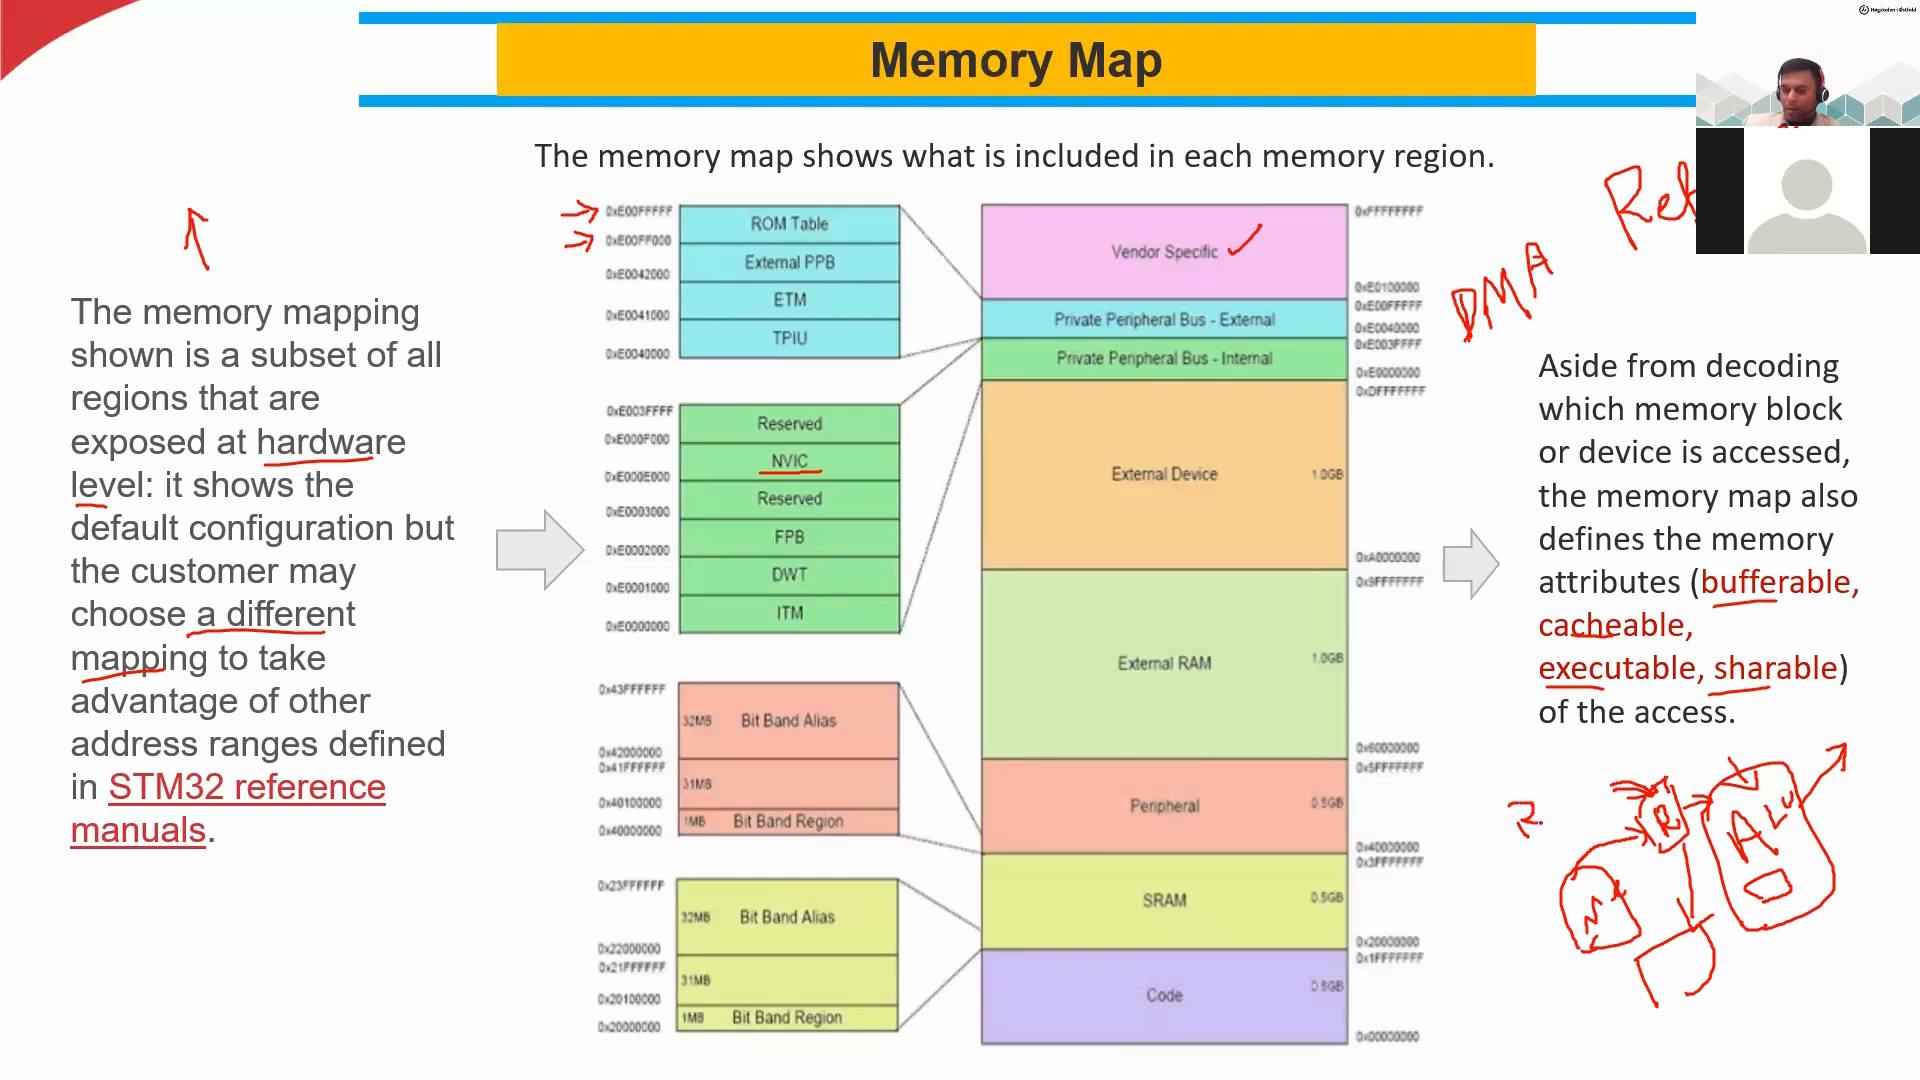 Høgskolen i Østfold
Memory Map
The memory map shows what is included in each memory region.
The memory mapping
shown is a subset of all
regions that are
exposed at hardware
level: it shows the
default configuration but
the customer may
choose a different
mapping to take
advantage of other
address ranges defined
in STM32 reference
manuals.
0xE00FFFFF
ROM Table
0xE00FF000
External PPB
0xE0042000
ETM
0xE0041000
TPIU
0xE0040000
0xE003FFFF
Reserved
0xE000F000
NVIC
0xE000E000
Reserved
0xE0003000
FPB
0xE0002000
DWT
0xE0001000
ITM
0xE0000000
0x43FFFFFF
32MB Bit Band Alias
0x42000000
0x41FFFFFF
31MB
0x40100000
1MB Bit Band Region
0x40000000
0x23FFFFFF
32MB Bit Band Alias
0x22000000
0x21FFFFFF
31MB
0x20100000
1MB Bit Band Region
0x20000000
0xFFFFFFFF
Vendor Specific
0xE0100000
0xE00FFFFF
Private Peripheral Bus - External
0xE0040000
0xE003FFFF
Private Peripheral Bus - Internal
0xE0000000
0xDFFFFFFF
External Device 1.0GB
0xA0000000
0x9FFFFFFF
External RAM 1.0GB
0x60000000
0x5FFFFFFF
Peripheral 0.5GB
0x40000000
0x3FFFFFFF
SRAM 0.5GB
0x20000000
0x1FFFFFFF
Code 0.5GB
0x00000000
DMA
Aside from decoding
which memory block
or device is accessed,
the memory map also
defines the memory
attributes (bufferable,
cacheable,
executable, sharable)
of the access.
R
ALU
M